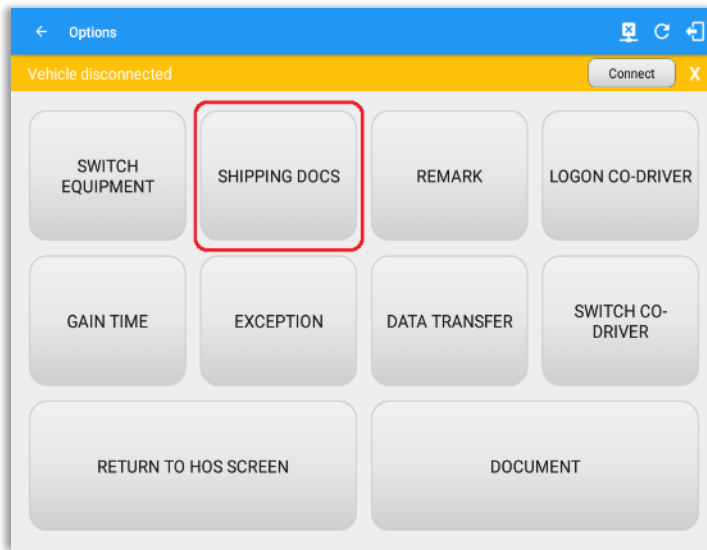 Options
Vehicle disconnected
Connect
X
SWITCH
EQUIPMENT
SHIPPING DOCS
REMARK
LOGON CO-DRIVER
GAIN TIME
EXCEPTION
DATA TRANSFER
SWITCH CO-
DRIVER
RETURN TO HOS SCREEN
DOCUMENT